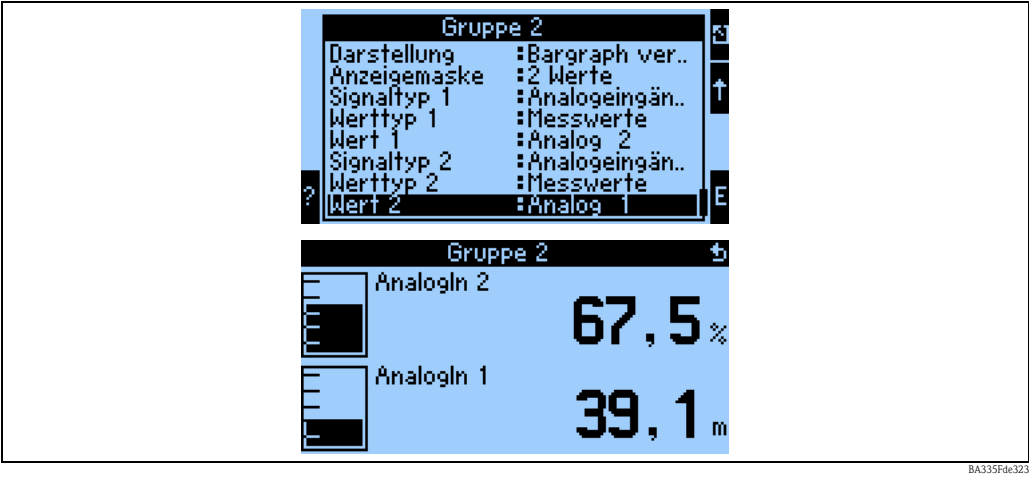 Gruppe 2
Darstellung :Bargraph ver..
Anzeigemaske :2 Werte
Signaltyp 1 :Analogeingän..
Werttyp 1 :Messwerte
Wert 1 :Analog 2
Signaltyp 2 :Analogeingän..
Werttyp 2 :Messwerte
? Wert 2 :Analog 1 E
Gruppe 2
AnalogIn 2
67,5 %
AnalogIn 1
39,1 m
BA335Fde323